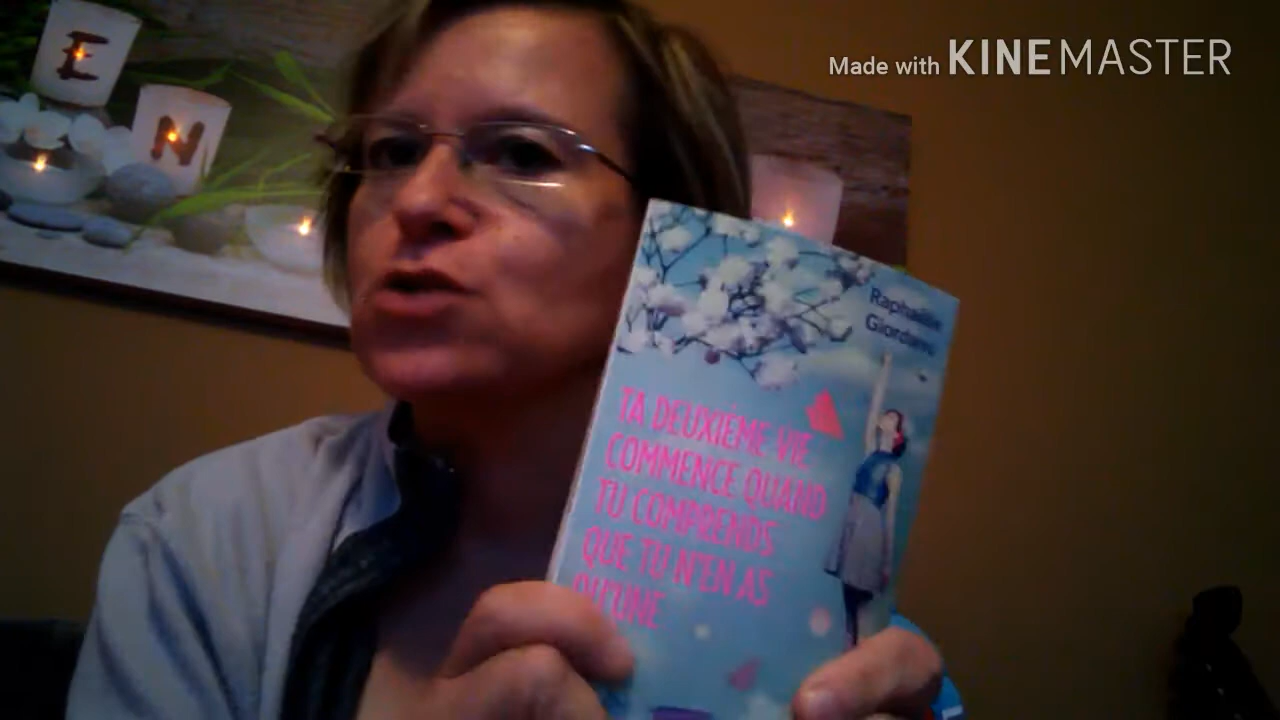 E
N
Made with KINEMASTER
Raphaëlle
Giordano
TA DEUXIÈME VIE
COMMENCE QUAND
TU COMPRENDS
QUE TU N'EN AS
QU'UNE